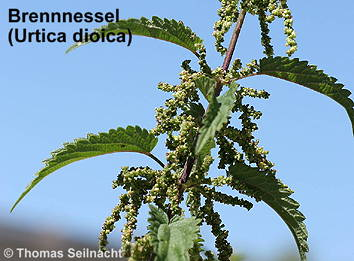 Brennnessel
(Urtica dioica)
© Thomas Seilnacht